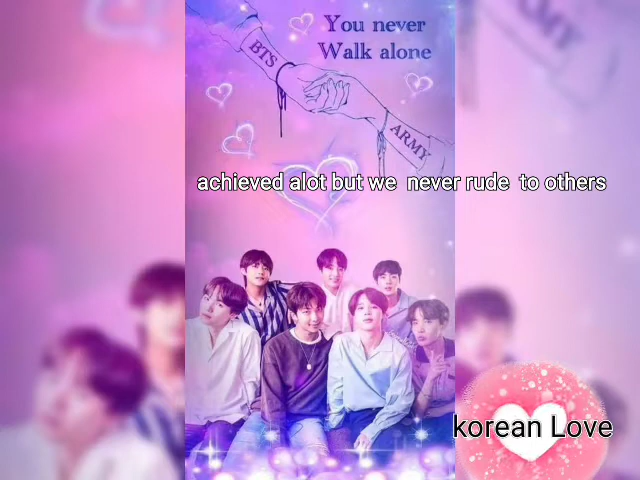 You never
Walk alone
BTS
ARMY
achieved alot but we never rude to others
korean Love